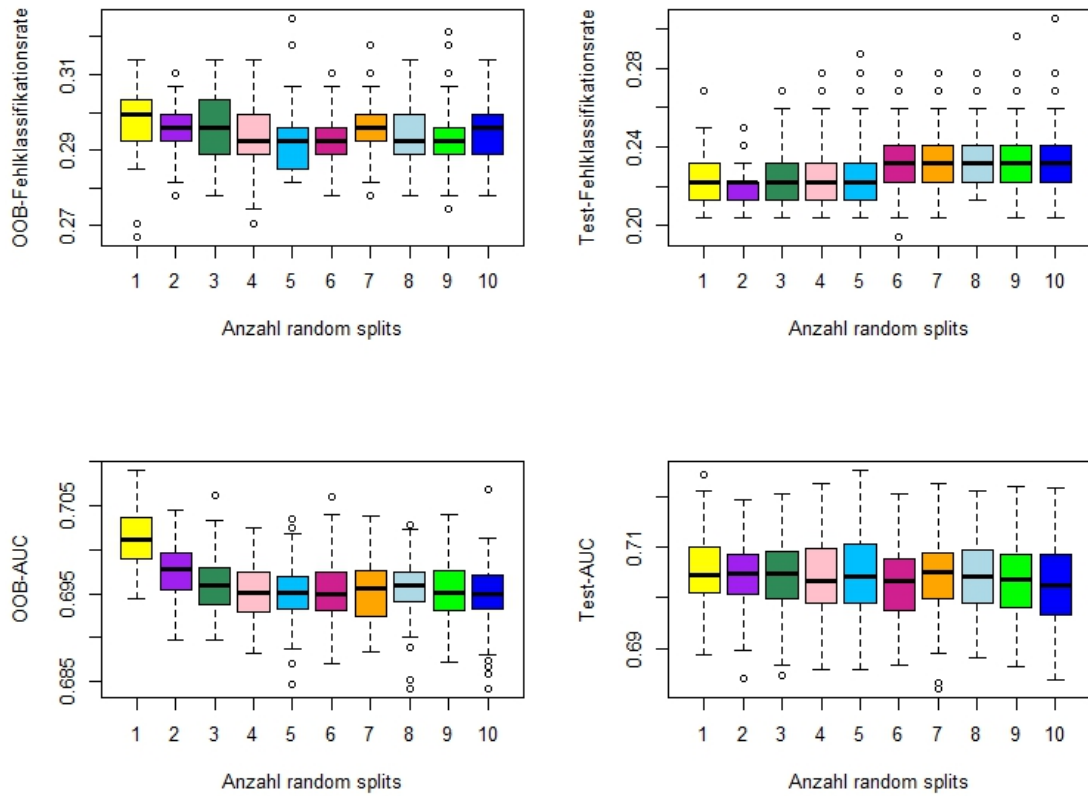 OOB-Fehlklassifikationsrate
0.31
0.29
0.27
1 2 3 4 5 6 7 8 9 10
Anzahl random splits
Test-Fehlklassifikationsrate
0.28
0.24
0.20
1 2 3 4 5 6 7 8 9 10
Anzahl random splits
OOB-AUC
0.705
0.695
0.685
1 2 3 4 5 6 7 8 9 10
Anzahl random splits
Test-AUC
0.71
0.69
1 2 3 4 5 6 7 8 9 10
Anzahl random splits